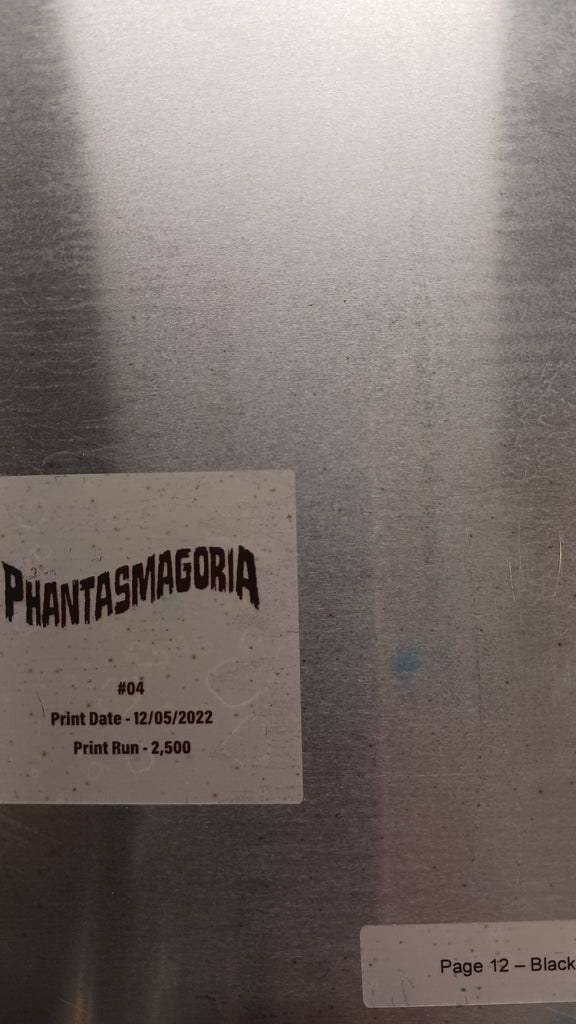 PHANTASMAGORIA
#04
Print Date - 12/05/2022
Print Run - 2,500
Page 12 – Black